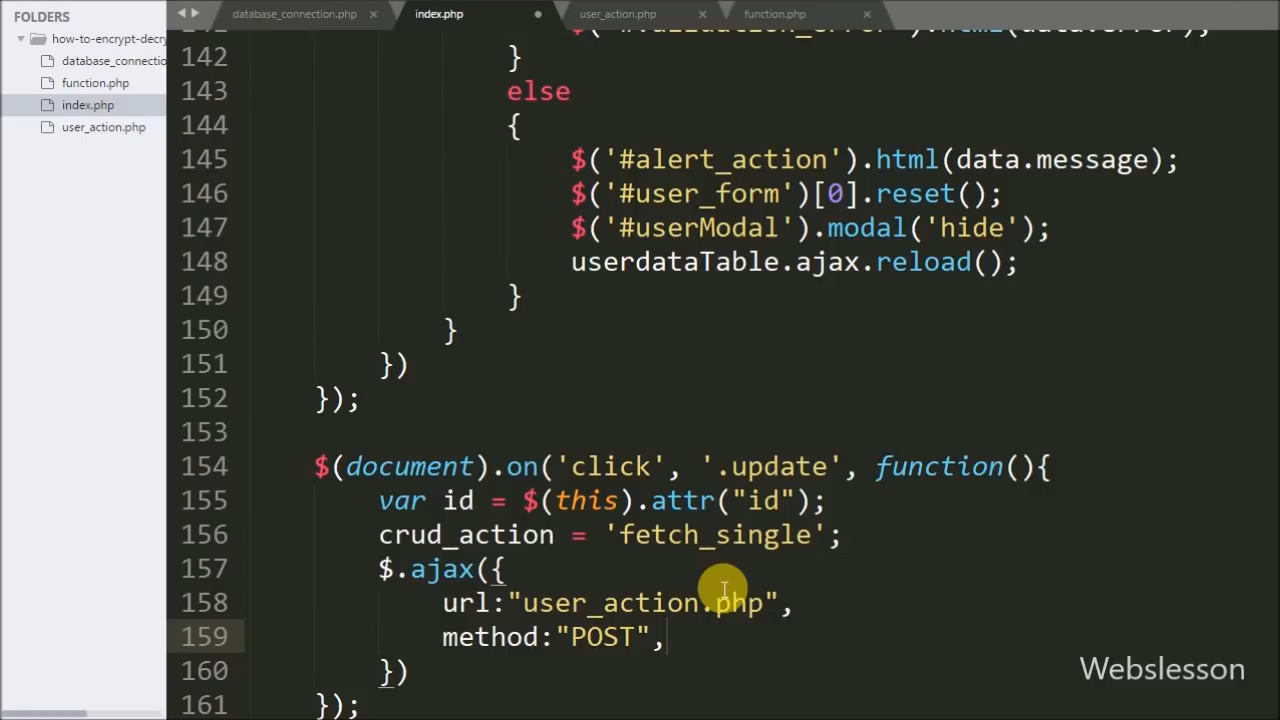 FOLDERS
how-to-encrypt-decry
database_connectio
function.php
index.php
user_action.php
database_connection.php
index.php
user_action.php
function.php
142 }
143 else
144 {
145 $('#alert_action').html(data.message);
146 $('#user_form')[0].reset();
147 $('#userModal').modal('hide');
148 userdataTable.ajax.reload();
149 }
150 }
151 })
152 });
153
154 $(document).on('click', '.update', function(){
155 var id = $(this).attr("id");
156 crud_action = 'fetch_single';
157 $.ajax({
158 url:"user_action.php",
159 method:"POST",
160 })
161 });
Webslesson